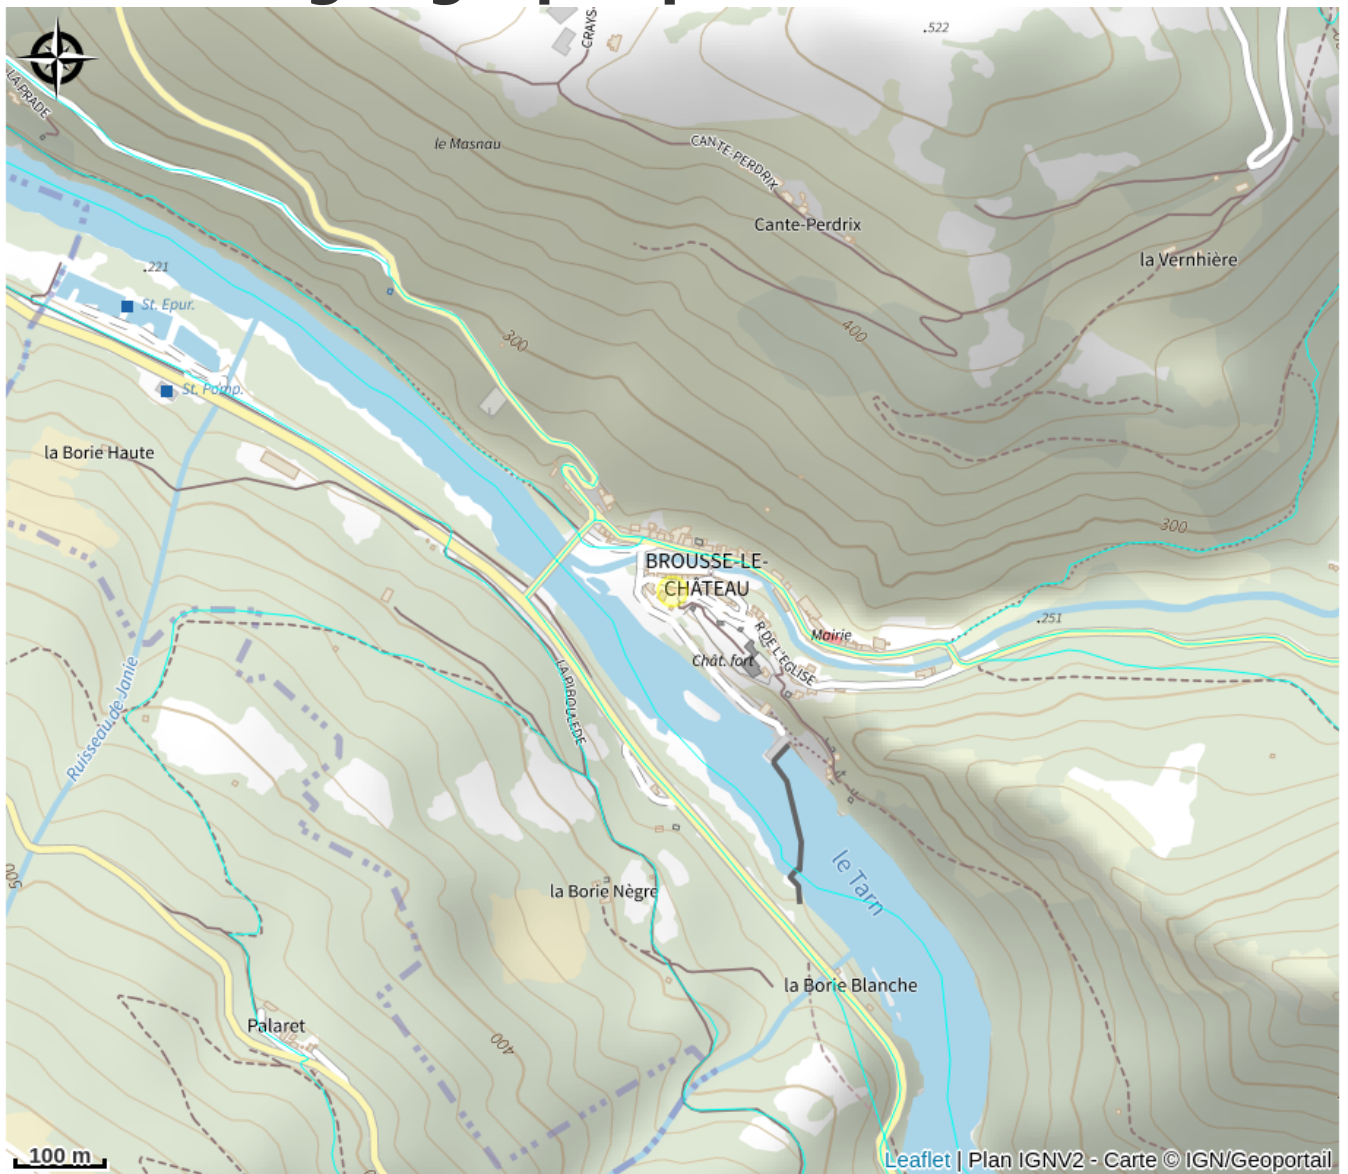 CRAYS-
.522
LA PRADE
le Masnau
CANTE-PERDRIX
Cante-Perdrix
la Vernhière
.221
St. Epur.
300
400
St. Pomp.
la Borie Haute
300
BROUSSE-LE-
CHÂTEAU
.251
Mairie
R DE L'EGLISE
Chât. fort
LA PIBOULEDE
Ruisseau de Janie
le Tarn
500
la Borie Nègre
la Borie Blanche
Palaret
400
100 m
Leaflet | Plan IGNV2 - Carte © IGN/Geoportail